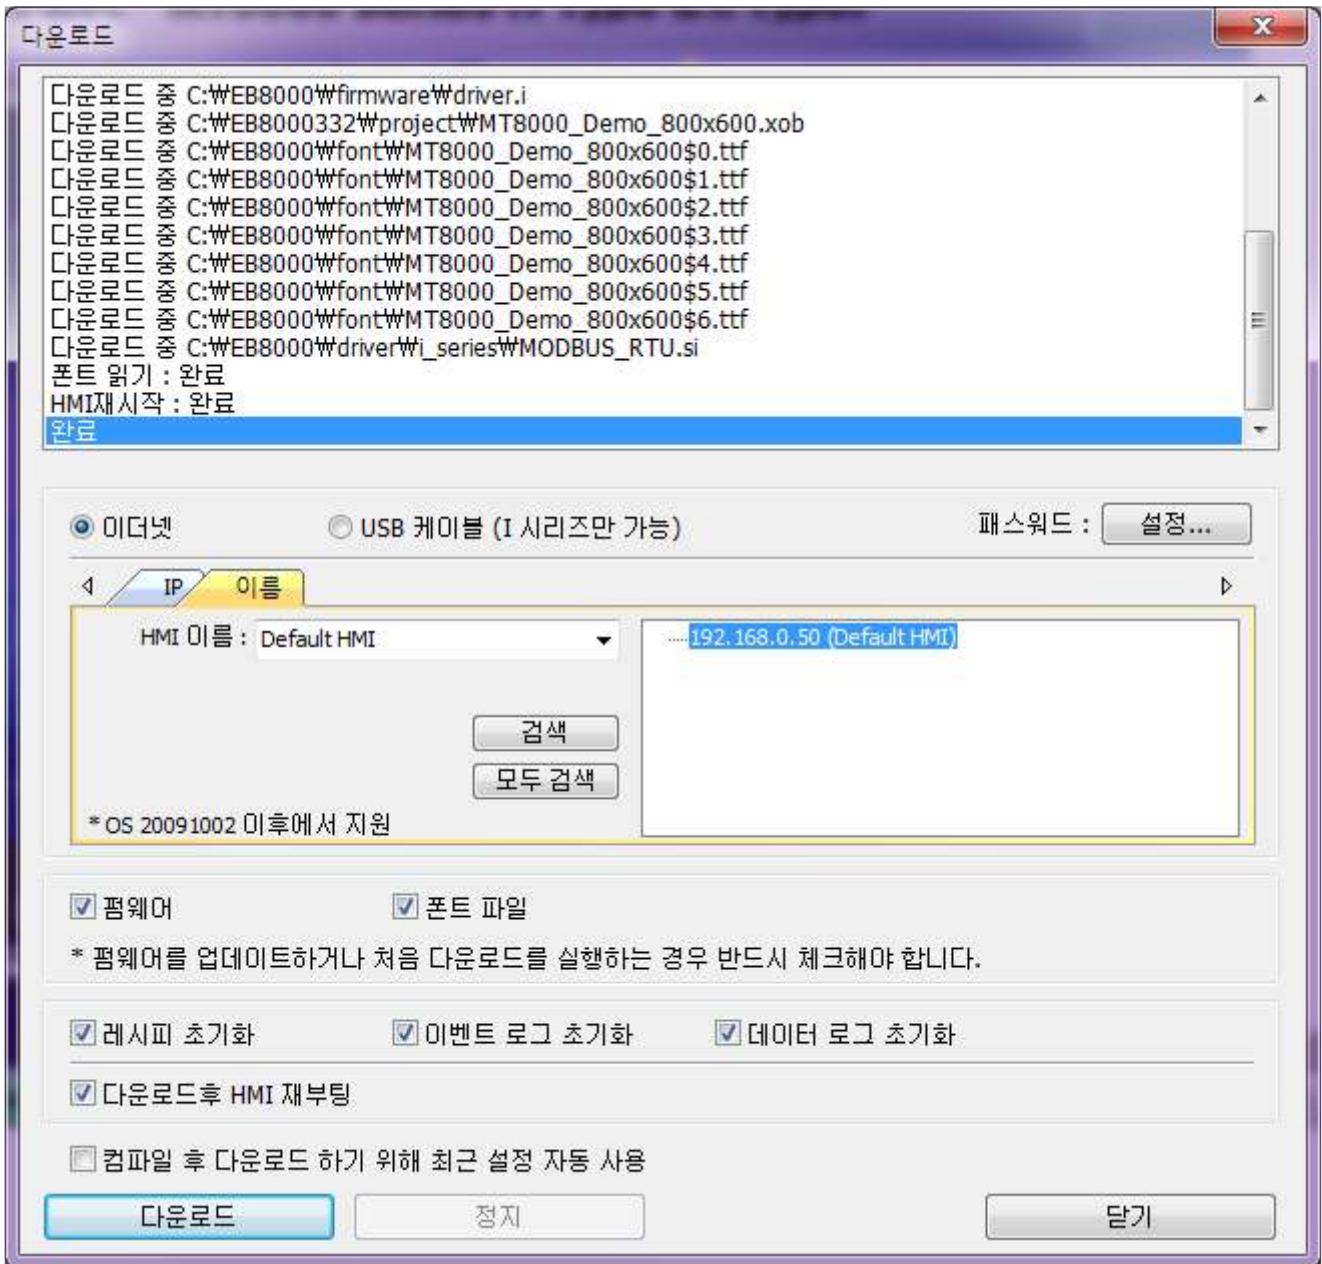 다운로드
다운로드 중 C:₩EB8000₩firmware₩driver.i
다운로드 중 C:₩EB8000332₩project₩MT8000_Demo_800x600.xob
다운로드 중 C:₩EB8000₩font₩MT8000_Demo_800x600$0.ttf
다운로드 중 C:₩EB8000₩font₩MT8000_Demo_800x600$1.ttf
다운로드 중 C:₩EB8000₩font₩MT8000_Demo_800x600$2.ttf
다운로드 중 C:₩EB8000₩font₩MT8000_Demo_800x600$3.ttf
다운로드 중 C:₩EB8000₩font₩MT8000_Demo_800x600$4.ttf
다운로드 중 C:₩EB8000₩font₩MT8000_Demo_800x600$5.ttf
다운로드 중 C:₩EB8000₩font₩MT8000_Demo_800x600$6.ttf
다운로드 중 C:₩EB8000₩driver₩i_series₩MODBUS_RTU.si
폰트 읽기 : 완료
HMI재시작 : 완료
완료
이더넷 USB 케이블 (I 시리즈만 가능) 패스워드 : 설정...
IP 이름
HMI 이름 : Default HMI 192.168.0.50 (Default HMI)
검색
모두 검색
* OS 20091002 이후에서 지원
펌웨어 폰트 파일
* 펌웨어를 업데이트하거나 처음 다운로드를 실행하는 경우 반드시 체크해야 합니다.
레시피 초기화 이벤트 로그 초기화 데이터 로그 초기화
다운로드후 HMI 재부팅
컴파일 후 다운로드 하기 위해 최근 설정 자동 사용
다운로드 정지 닫기